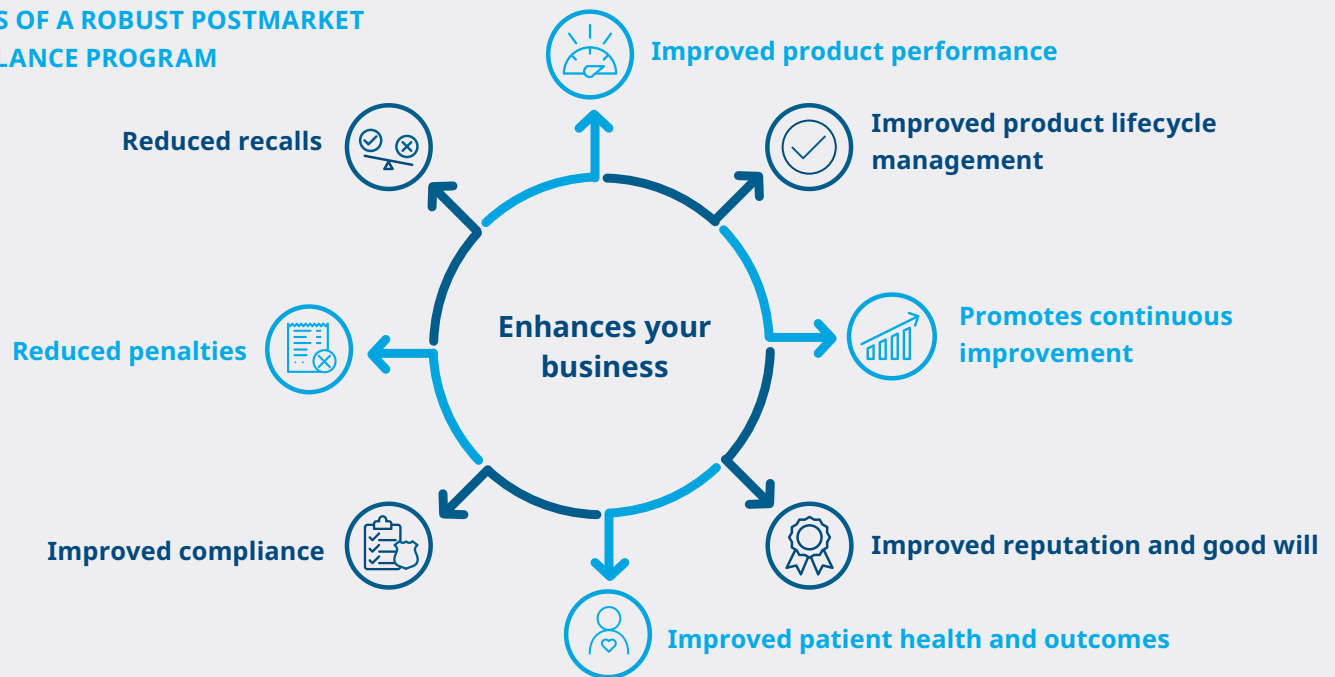 S OF A ROBUST POSTMARKET
LANCE PROGRAM
Improved product performance
Improved product lifecycle
management
Promotes continuous
improvement
Improved reputation and good will
Improved patient health and outcomes
Improved compliance
Reduced penalties
Reduced recalls
Enhances your
business